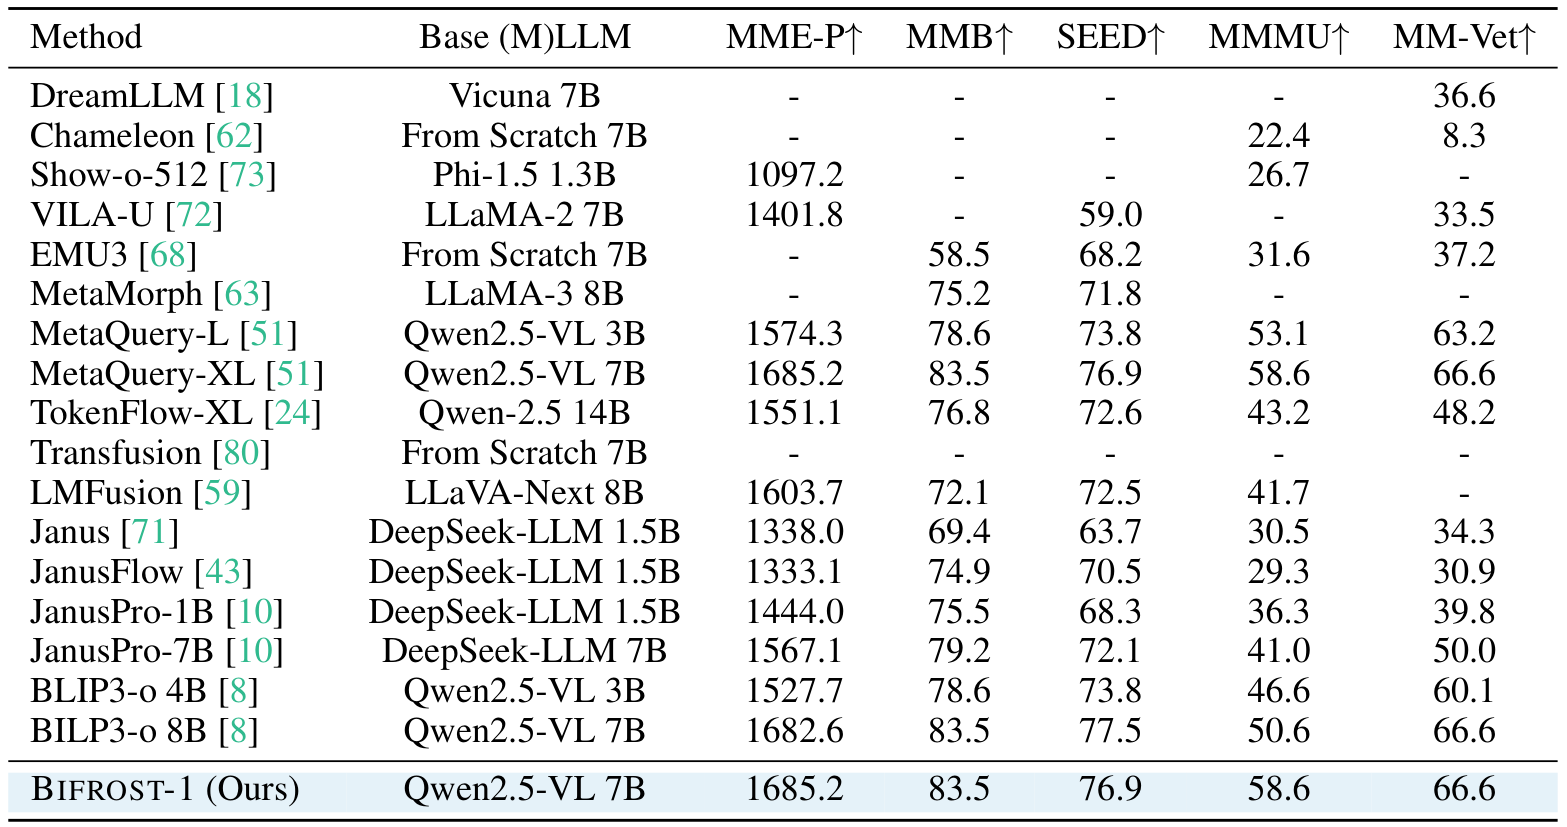 Method Base (M)LLM MME-P↑ MMB↑ SEED↑ MMMU↑ MM-Vet↑
DreamLLM [18] Vicuna 7B - - - - 36.6
Chameleon [62] From Scratch 7B - - - 22.4 8.3
Show-o-512 [73] Phi-1.5 1.3B 1097.2 - - 26.7 -
VILA-U [72] LLaMA-2 7B 1401.8 - 59.0 - 33.5
EMU3 [68] From Scratch 7B - 58.5 68.2 31.6 37.2
MetaMorph [63] LLaMA-3 8B - 75.2 71.8 - -
MetaQuery-L [51] Qwen2.5-VL 3B 1574.3 78.6 73.8 53.1 63.2
MetaQuery-XL [51] Qwen2.5-VL 7B 1685.2 83.5 76.9 58.6 66.6
TokenFlow-XL [24] Qwen-2.5 14B 1551.1 76.8 72.6 43.2 48.2
Transfusion [80] From Scratch 7B - - - - -
LMFusion [59] LLaVA-Next 8B 1603.7 72.1 72.5 41.7 -
Janus [71] DeepSeek-LLM 1.5B 1338.0 69.4 63.7 30.5 34.3
JanusFlow [43] DeepSeek-LLM 1.5B 1333.1 74.9 70.5 29.3 30.9
JanusPro-1B [10] DeepSeek-LLM 1.5B 1444.0 75.5 68.3 36.3 39.8
JanusPro-7B [10] DeepSeek-LLM 7B 1567.1 79.2 72.1 41.0 50.0
BLIP3-o 4B [8] Qwen2.5-VL 3B 1527.7 78.6 73.8 46.6 60.1
BILP3-o 8B [8] Qwen2.5-VL 7B 1682.6 83.5 77.5 50.6 66.6
BIFROST-1 (Ours) Qwen2.5-VL 7B 1685.2 83.5 76.9 58.6 66.6